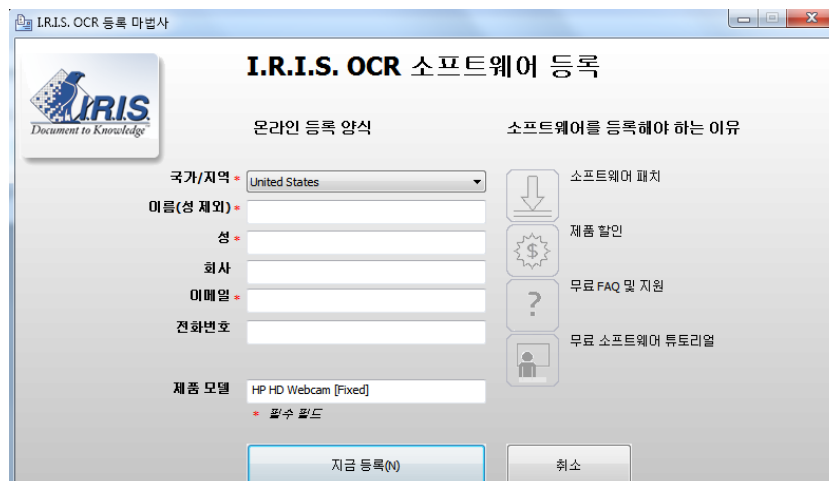 I.R.I.S. OCR 등록 마법사
I.R.I.S. OCR 소프트웨어 등록
I.R.I.S.
Document to Knowledge™
온라인 등록 양식
소프트웨어를 등록해야 하는 이유
국가/지역 * United States
이름(성 제외) *
성 *
회사
이메일 *
전화번호
제품 모델 HP HD Webcam [Fixed]
* 필수 필드
소프트웨어 패치
제품 할인
무료 FAQ 및 지원
무료 소프트웨어 튜토리얼
지금 등록(N)
취소